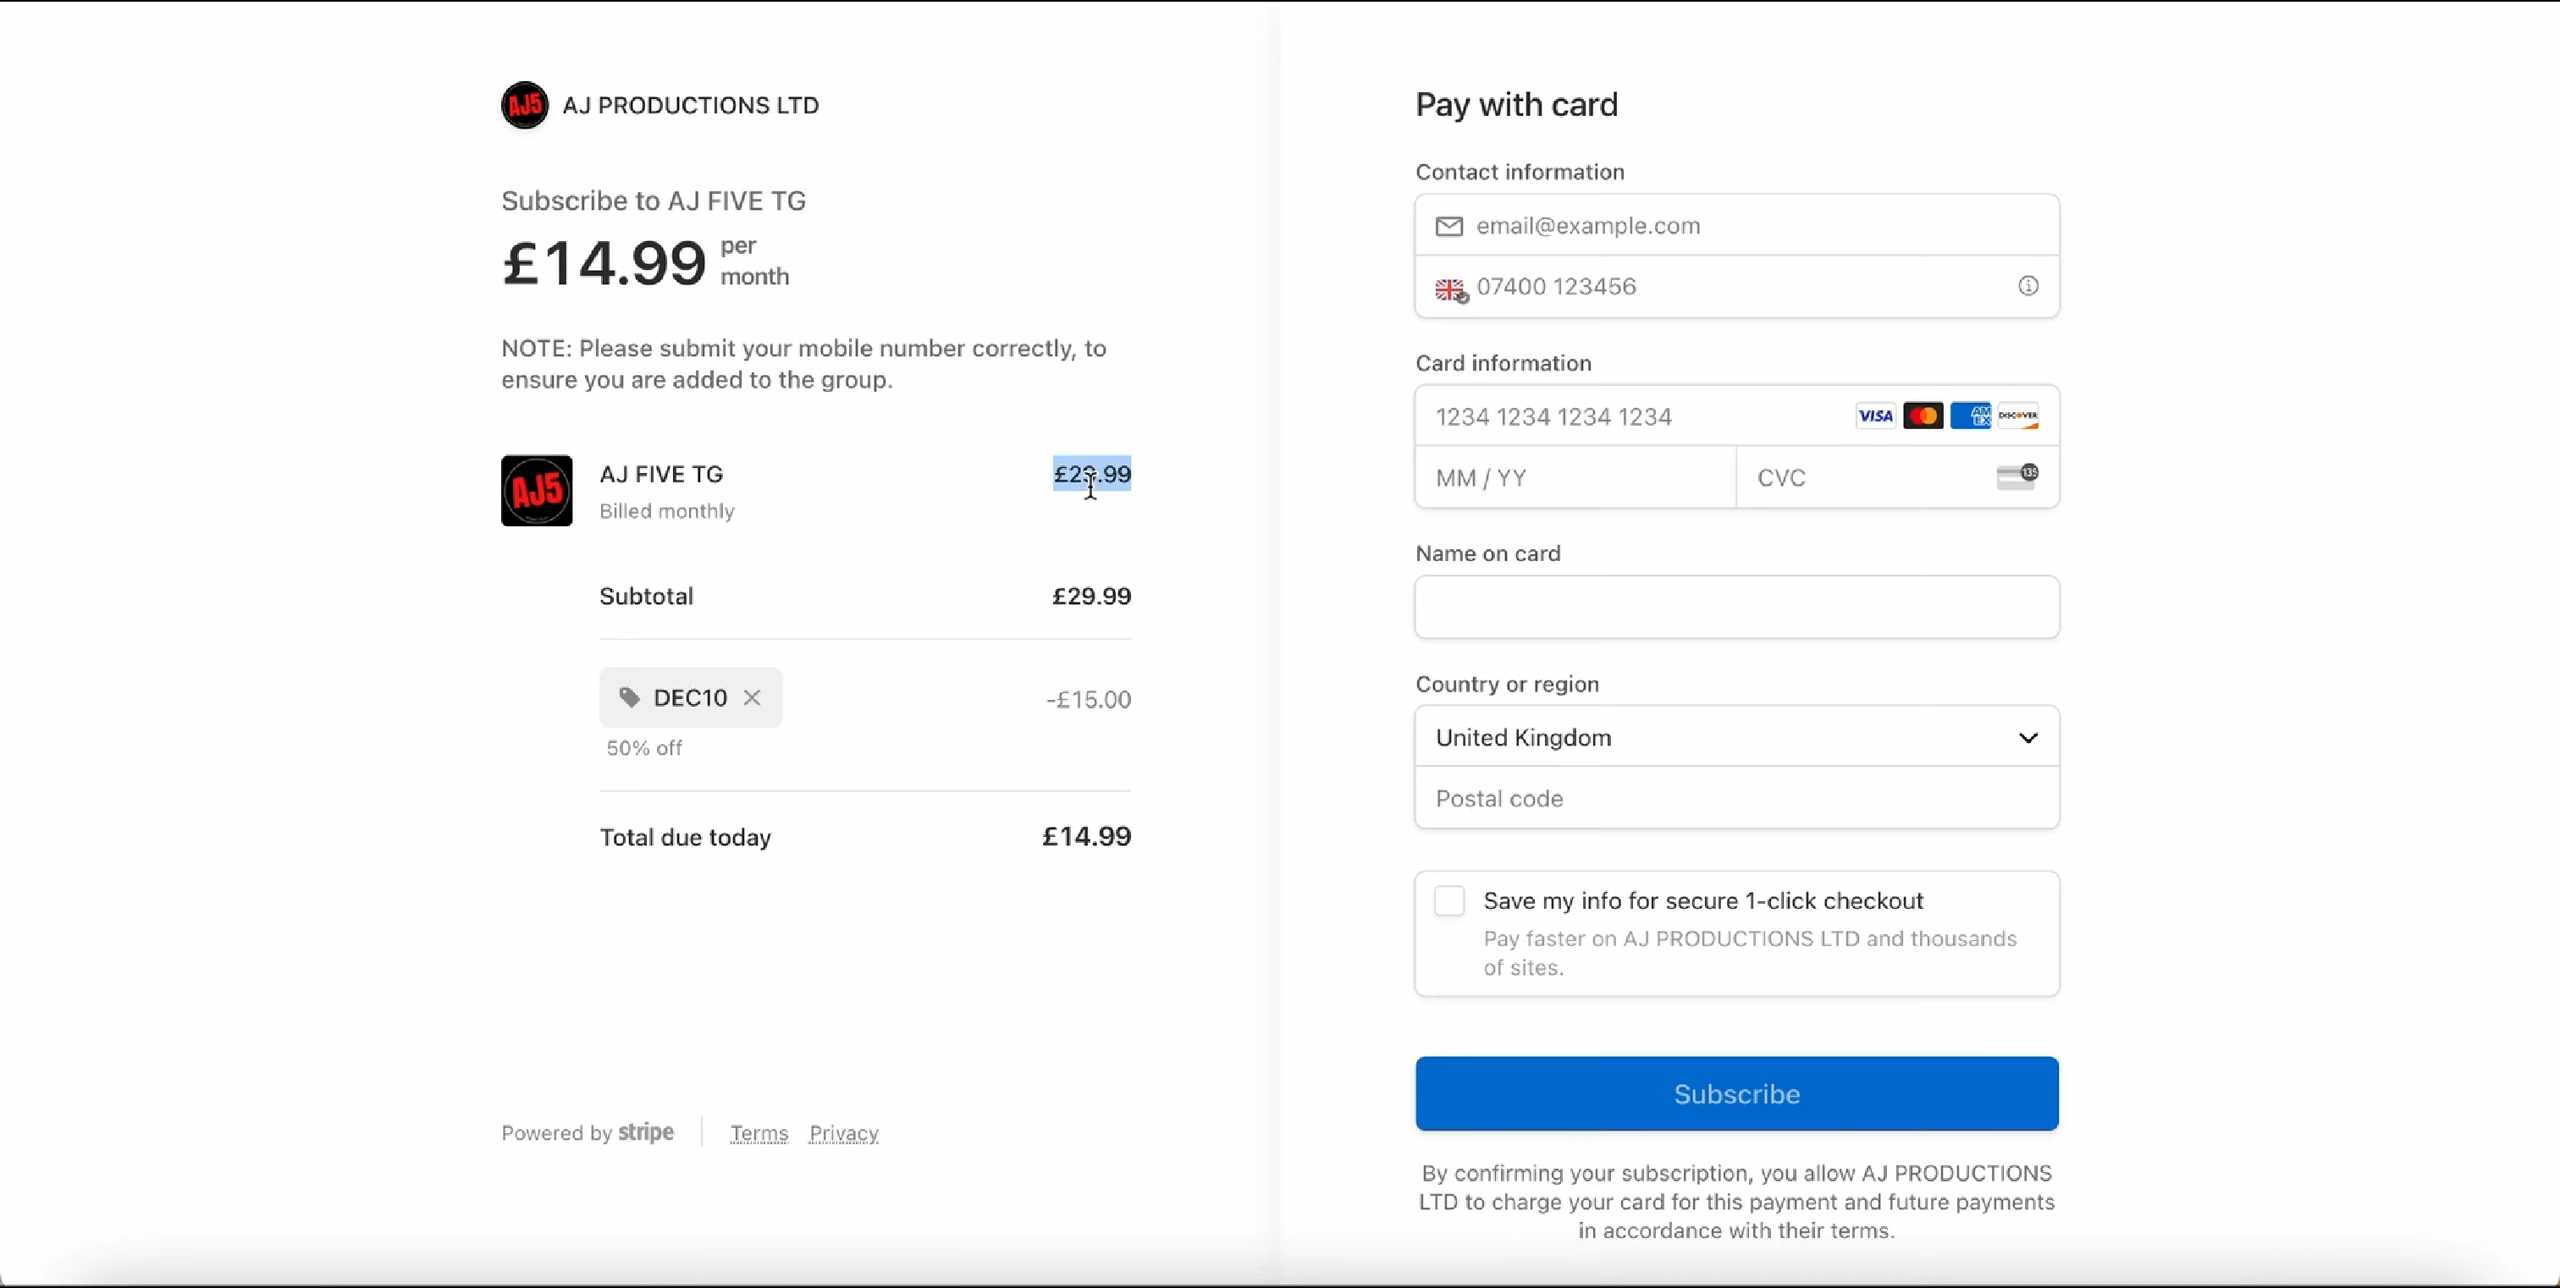 AJ5 AJ PRODUCTIONS LTD
Subscribe to AJ FIVE TG
£14.99 per month
NOTE: Please submit your mobile number correctly, to
ensure you are added to the group.
AJ5
AJ FIVE TG £29.99
Billed monthly
Subtotal £29.99
DEC10 -£15.00
50% off
Total due today £14.99
Powered by stripe Terms Privacy
Pay with card
Contact information
email@example.com
07400 123456
Card information
1234 1234 1234 1234 VISA AMEX DISCOVER
MM / YY CVC 135
Name on card
Country or region
United Kingdom
Postal code
Save my info for secure 1-click checkout
Pay faster on AJ PRODUCTIONS LTD and thousands
of sites.
Subscribe
By confirming your subscription, you allow AJ PRODUCTIONS
LTD to charge your card for this payment and future payments
in accordance with their terms.